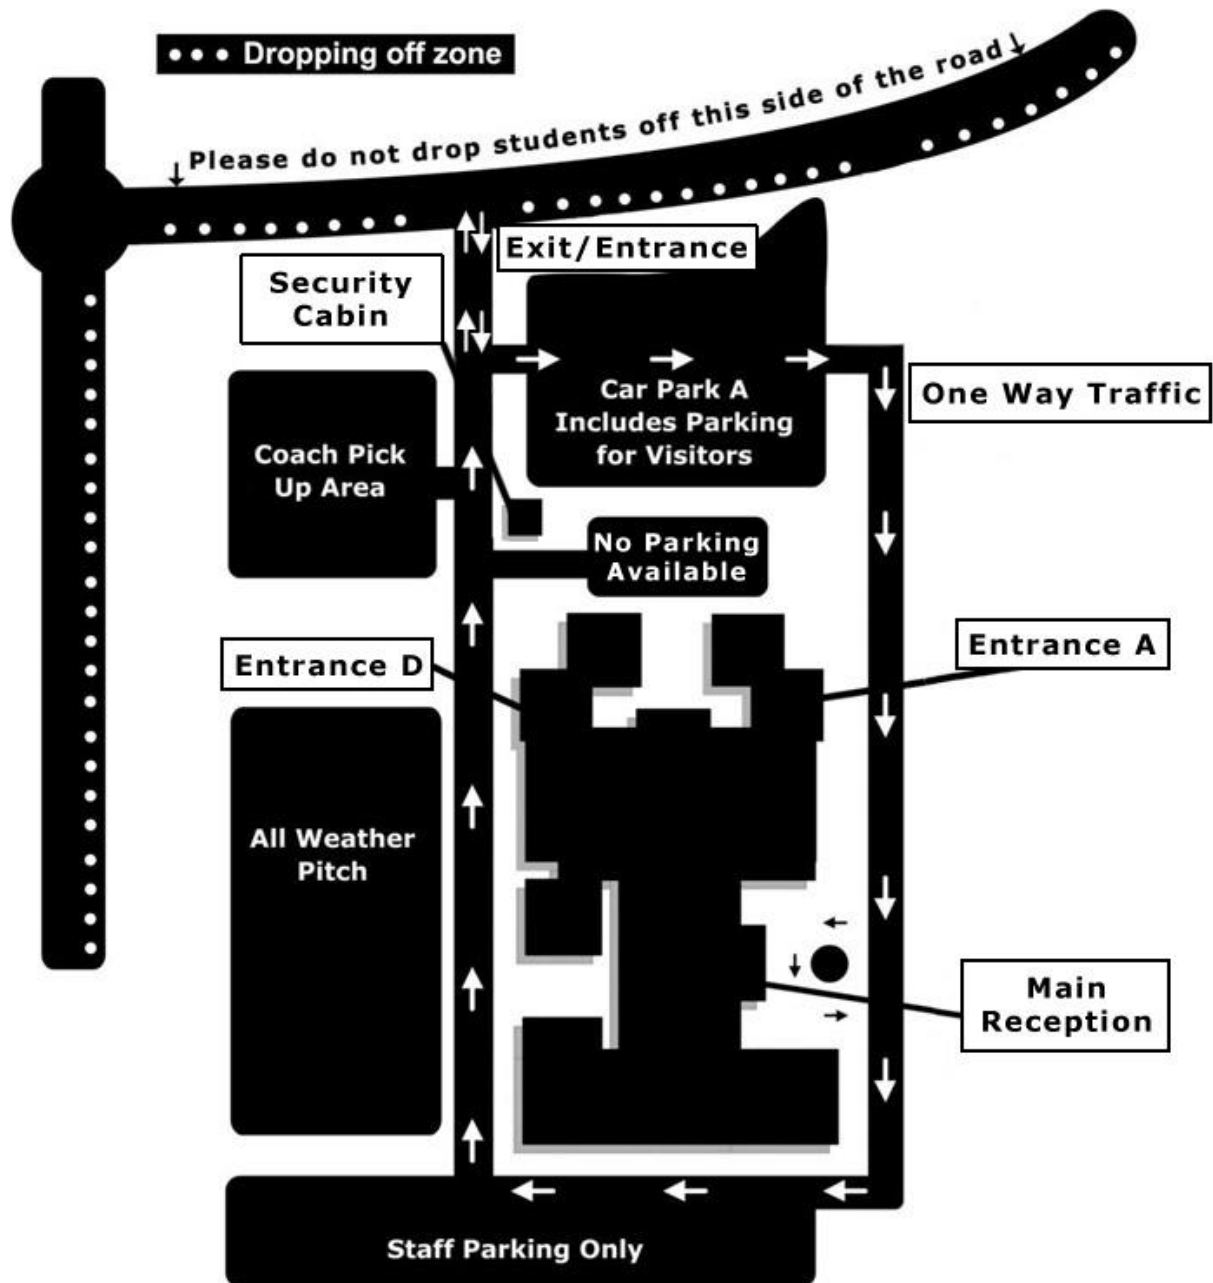 Dropping off zone
Please do not drop students off this side of the road
Exit/Entrance
Security
Cabin
One Way Traffic
Car Park A
Includes Parking
for Visitors
Coach Pick
Up Area
No Parking
Available
Entrance D
Entrance A
All Weather
Pitch
Main
Reception
Staff Parking Only